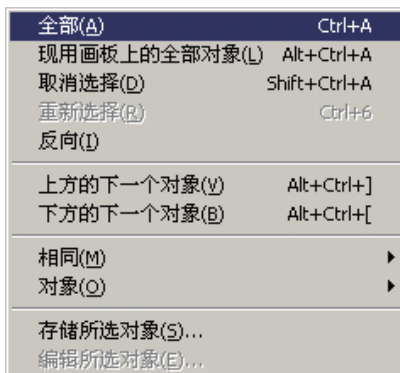 全部(A) Ctrl+A
现用画板上的全部对象(L) Alt+Ctrl+A
取消选择(D) Shift+Ctrl+A
重新选择(R) Ctrl+6
反向(I)
上方的下一个对象(V) Alt+Ctrl+]
下方的下一个对象(B) Alt+Ctrl+[
相同(M)
对象(O)
存储所选对象(S)...
编辑所选对象(E)...